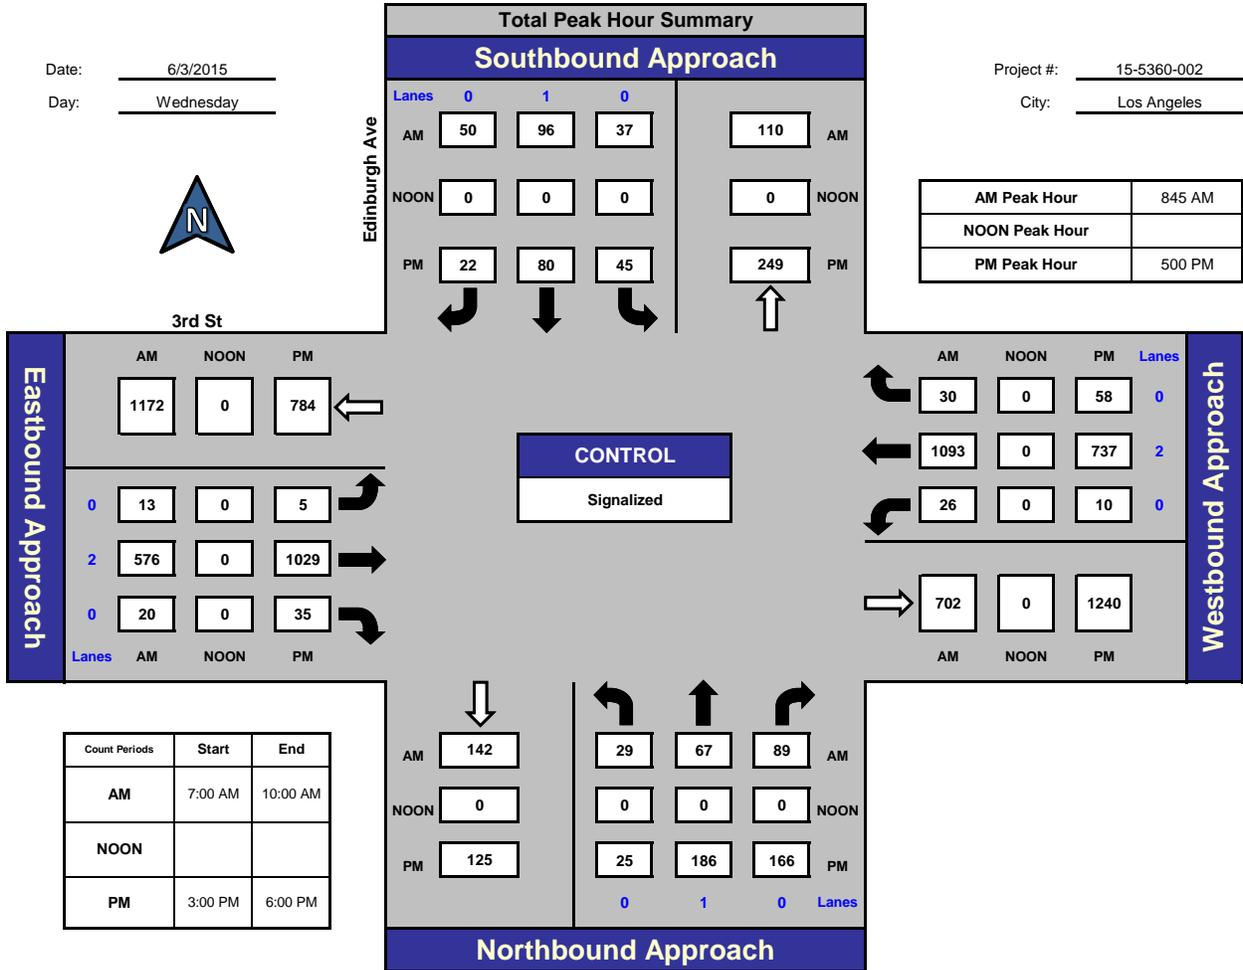 Total Peak Hour Summary
Southbound Approach
Date: 6/3/2015
Day: Wednesday
Project #: 15-5360-002
City: Los Angeles
N
Edinburgh Ave
Lanes 0 1 0
AM 50 96 37 110 AM
NOON 0 0 0 0 NOON
PM 22 80 45 249 PM
AM Peak Hour 845 AM
NOON Peak Hour
PM Peak Hour 500 PM
3rd St
Eastbound Approach
AM NOON PM
1172 0 784
0 13 0 5
2 576 0 1029
0 20 0 35
Lanes AM NOON PM
CONTROL
Signalized
AM NOON PM Lanes
30 0 58 0
1093 0 737 2
26 0 10 0
702 0 1240
AM NOON PM
Westbound Approach
Count Periods Start End
AM 7:00 AM 10:00 AM
NOON
PM 3:00 PM 6:00 PM
AM 142 29 67 89 AM
NOON 0 0 0 0 NOON
PM 125 25 186 166 PM
0 1 0 Lanes
Northbound Approach